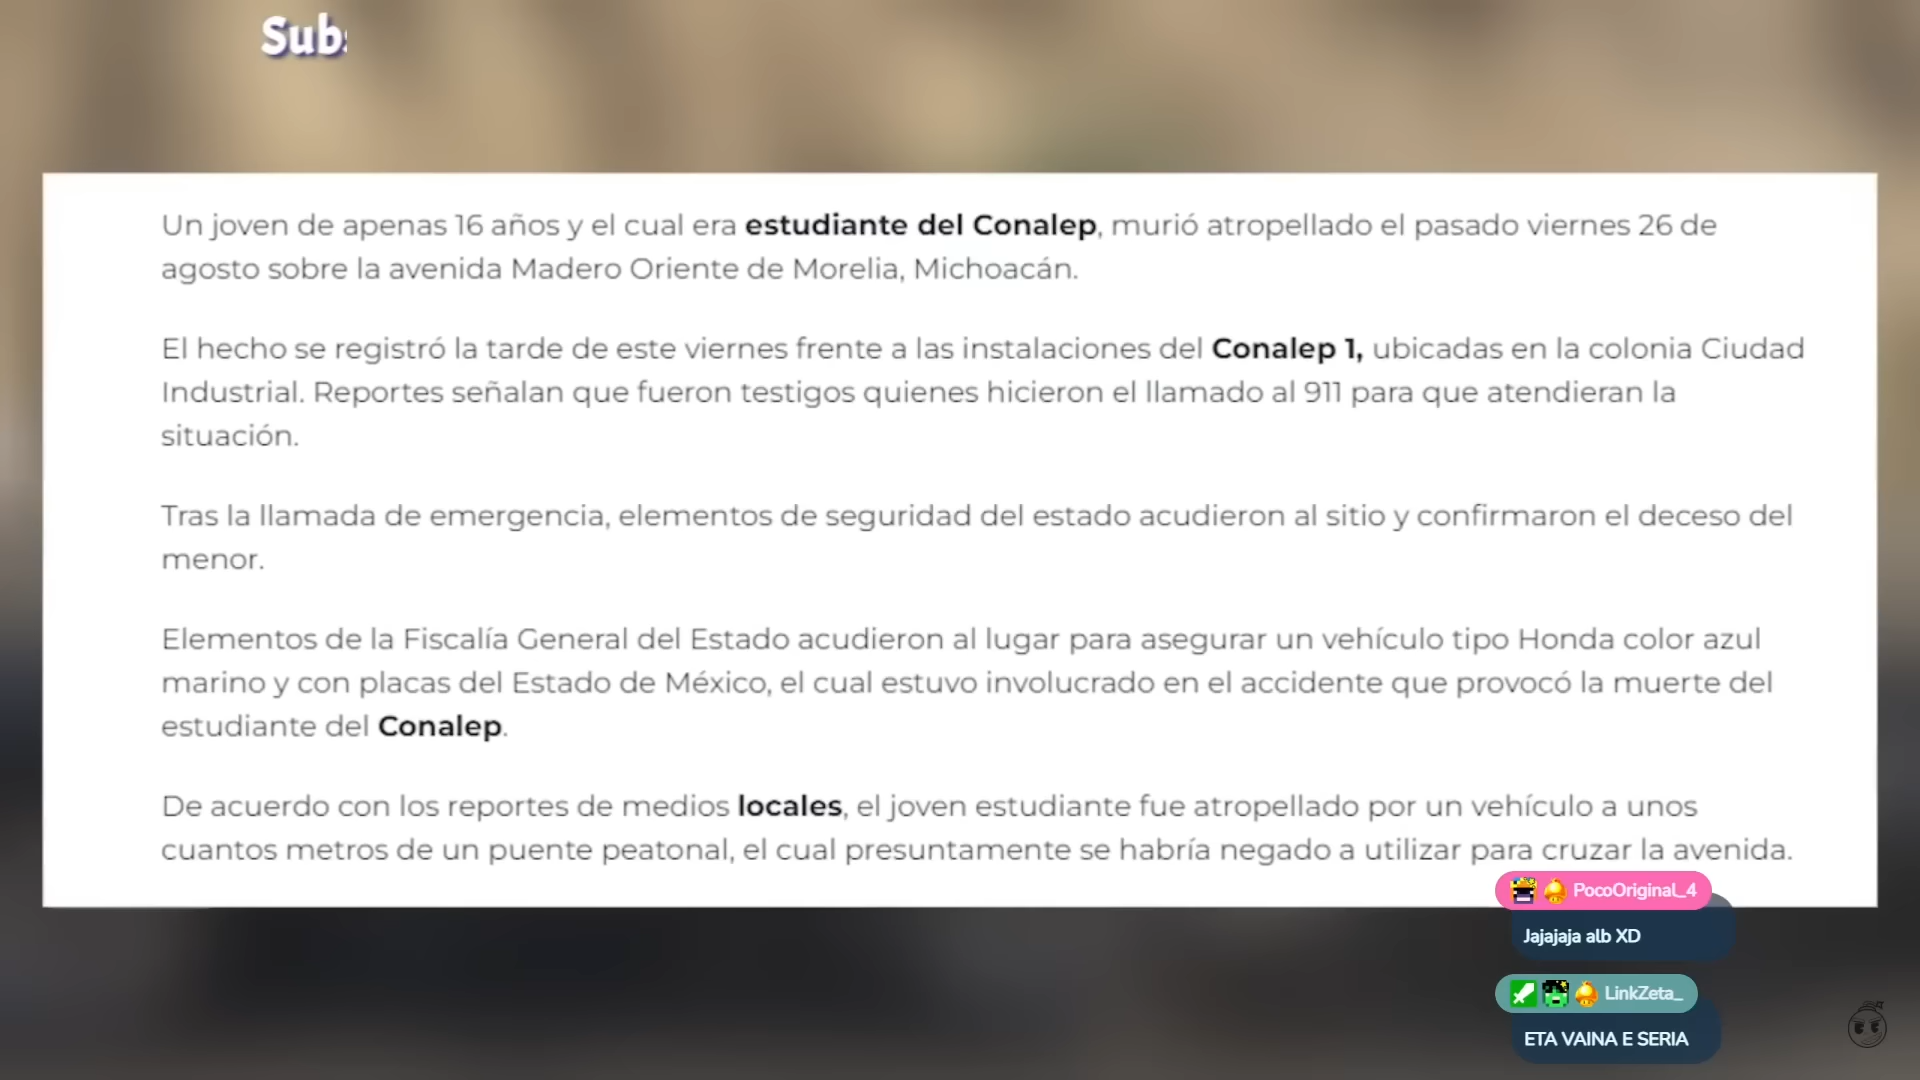 Subs
Un joven de apenas 16 años y el cual era estudiante del Conalep, murió atropellado el pasado viernes 26 de
agosto sobre la avenida Madero Oriente de Morelia, Michoacán.
El hecho se registró la tarde de este viernes frente a las instalaciones del Conalep 1, ubicadas en la colonia Ciudad
Industrial. Reportes señalan que fueron testigos quienes hicieron el llamado al 911 para que atendieran la
situación.
Tras la llamada de emergencia, elementos de seguridad del estado acudieron al sitio y confirmaron el deceso del
menor.
Elementos de la Fiscalía General del Estado acudieron al lugar para asegurar un vehículo tipo Honda color azul
marino y con placas del Estado de México, el cual estuvo involucrado en el accidente que provocó la muerte del
estudiante del Conalep.
De acuerdo con los reportes de medios locales, el joven estudiante fue atropellado por un vehículo a unos
cuantos metros de un puente peatonal, el cual presuntamente se habría negado a utilizar para cruzar la avenida.
PocoOriginal_4
Jajajaja alb XD
LinkZeta_
ETA VAINA E SERIA